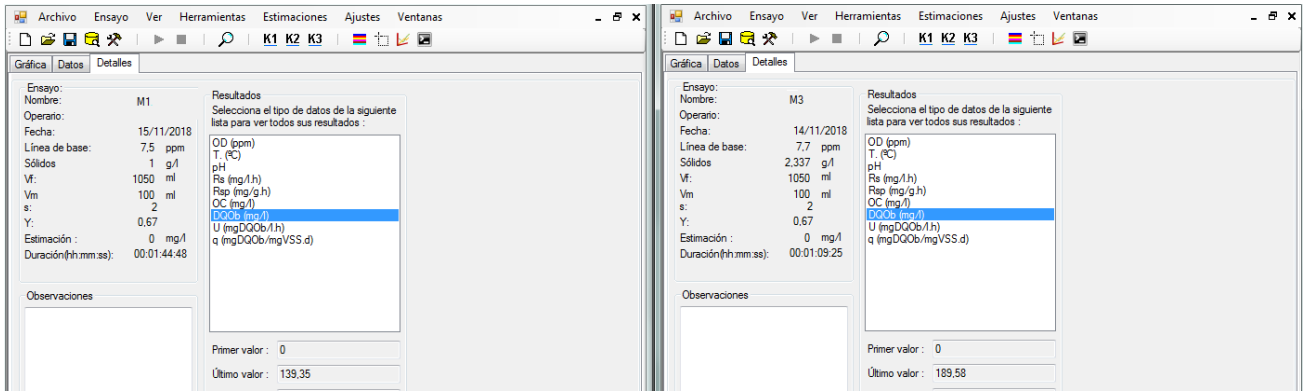 Archivo Ensayo Ver Herramientas Estimaciones Ajustes Ventanas
K1 K2 K3
Gráfica Datos Detalles
Ensayo:
Nombre: M1
Operario:
Fecha: 15/11/2018
Línea de base: 7,5 ppm
Sólidos 1 g/l
Vf: 1050 ml
Vm 100 ml
s: 2
Y: 0,67
Estimación : 0 mg/l
Duración(hh:mm:ss): 00:01:44:48
Observaciones
Resultados
Selecciona el tipo de datos de la siguiente
lista para ver todos sus resultados :
OD (ppm)
T. (ºC)
pH
Rs (mg/l.h)
Rsp (mg/g.h)
OC (mg/l)
DQOb (mg/l)
U (mgDQOb/l.h)
q (mgDQOb/mgVSS.d)
Primer valor : 0
Último valor : 139,35
Archivo Ensayo Ver Herramientas Estimaciones Ajustes Ventanas
K1 K2 K3
Gráfica Datos Detalles
Ensayo:
Nombre: M3
Operario:
Fecha: 14/11/2018
Línea de base: 7,7 ppm
Sólidos 2,337 g/l
Vf: 1050 ml
Vm 100 ml
s: 2
Y: 0,67
Estimación : 0 mg/l
Duración(hh:mm:ss): 00:01:09:25
Observaciones
Resultados
Selecciona el tipo de datos de la siguiente
lista para ver todos sus resultados :
OD (ppm)
T. (ºC)
pH
Rs (mg/l.h)
Rsp (mg/g.h)
OC (mg/l)
DQOb (mg/l)
U (mgDQOb/l.h)
q (mgDQOb/mgVSS.d)
Primer valor : 0
Último valor : 189,58